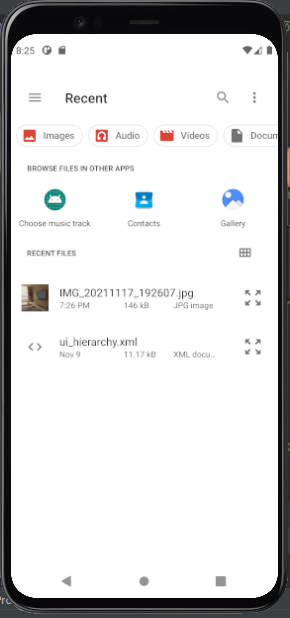 8:25
Recent
Images
Audio
Videos
Docum
BROWSE FILES IN OTHER APPS
Choose music track
Contacts
Gallery
RECENT FILES
IMG_20211117_192607.jpg
7:26 PM 146 kB JPG image
ui_hierarchy.xml
Nov 9 11.17 kB XML docu...